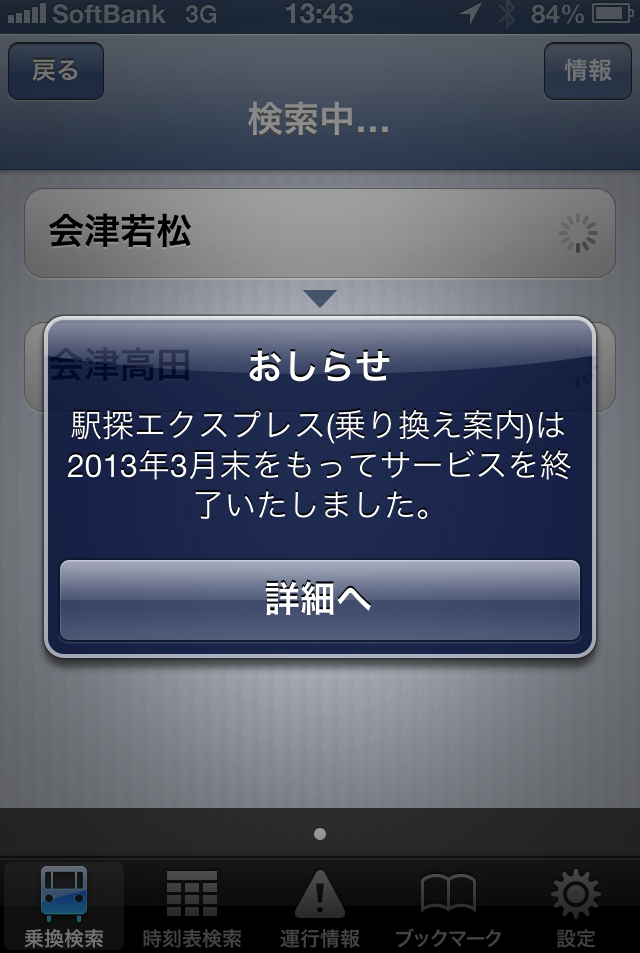 SoftBank 3G 13:43 84%
戻る
情報
検索中...
会津若松
会津高田
おしらせ
駅探エクスプレス(乗り換え案内)は
2013年3月末をもってサービスを終
了いたしました。
詳細へ
乗換検索 時刻表検索 運行情報 ブックマーク 設定